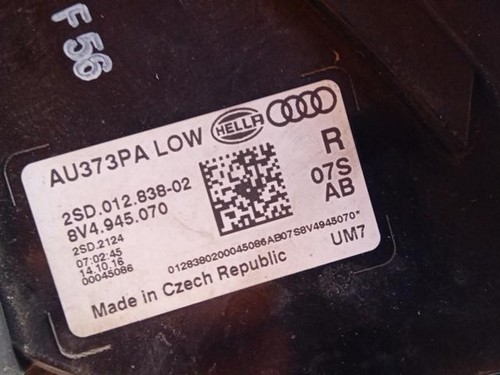 F 56
AU373PA LOW HELLA
R
2SD.012.838-02
8V4.945.070
07S
AB
2SD.2124
07:02:45
14.10.16
00045086
0128380200045086AB07S8V4945070*
UM7
Made in Czech Republic